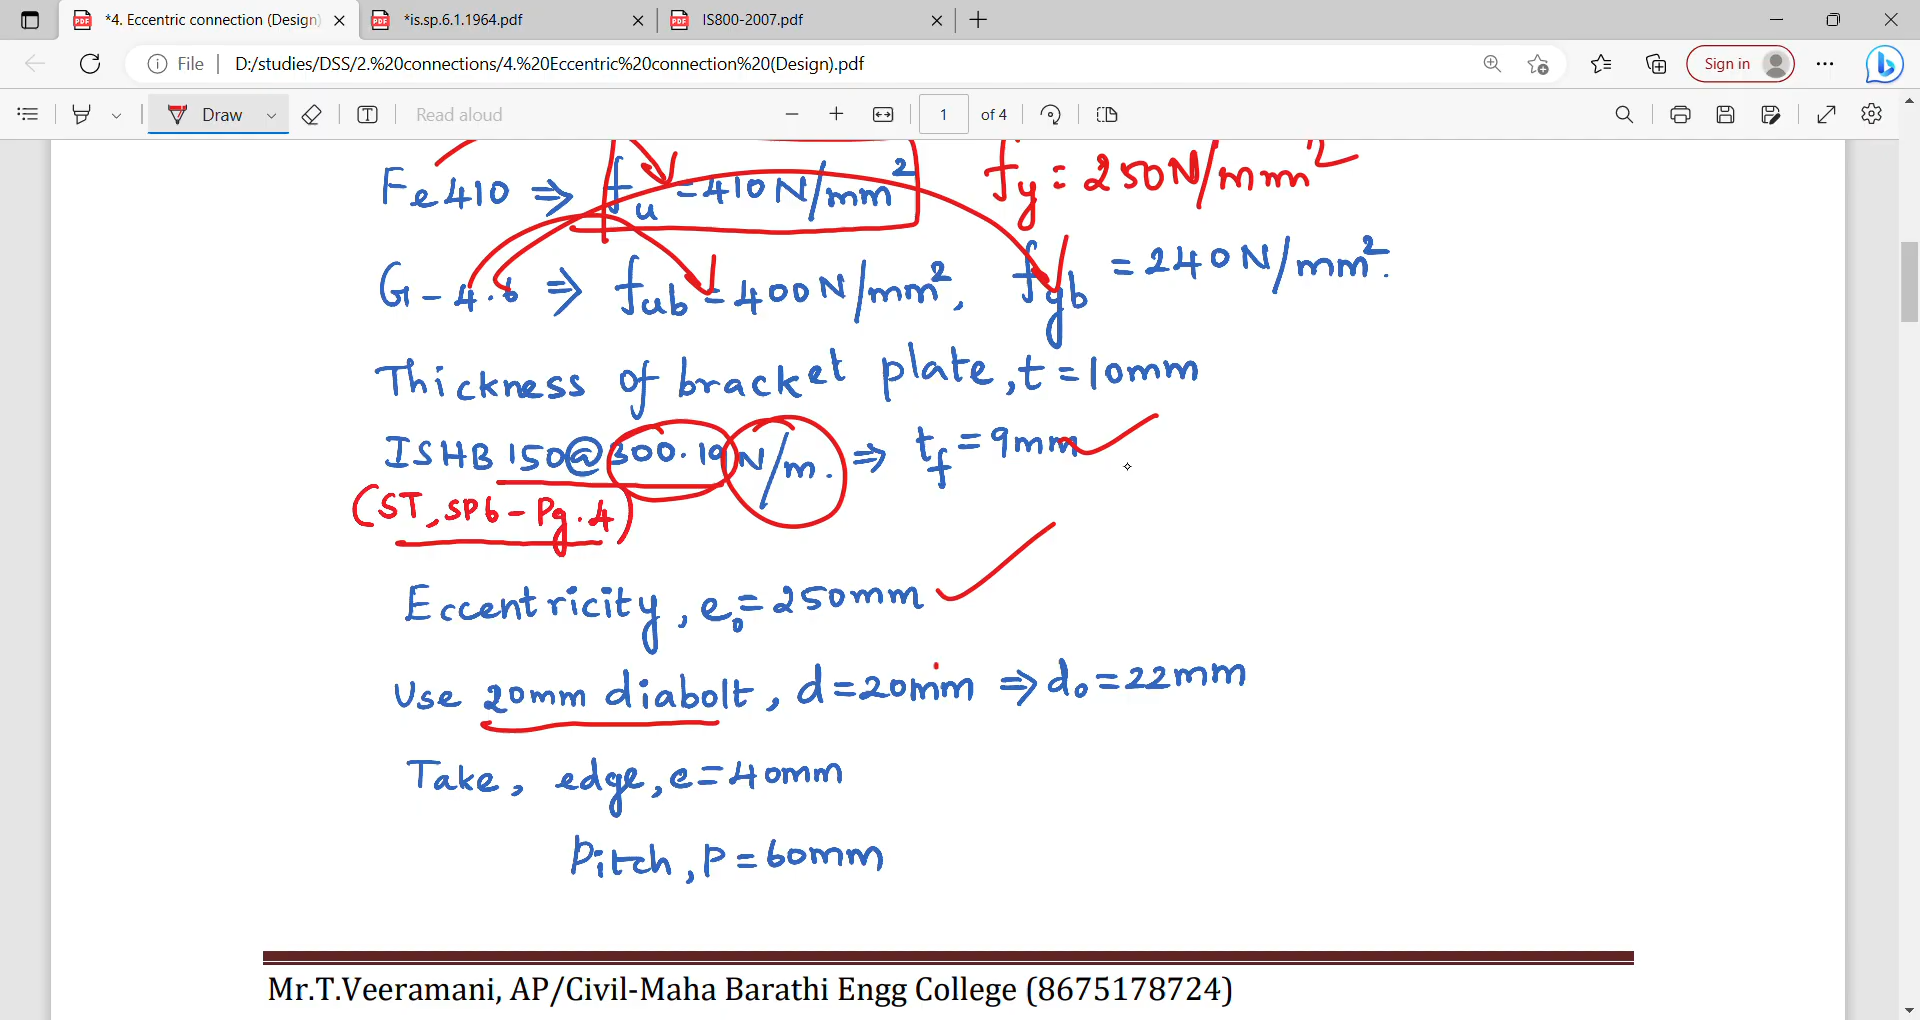 *4. Eccentric connection (Design)
*is.sp.6.1.1964.pdf
IS800-2007.pdf
File
D:/studies/DSS/2.%20connections/4.%20Eccentric%20connection%20(Design).pdf
Sign in
Draw
Read aloud
1 of 4
Fe410 ⇒ fu = 410 N/mm² fy = 250N/mm²
G-4.6 ⇒ fub = 400N/mm², fyb = 240N/mm².
Thickness of bracket plate, t = 10mm
ISHB 150@300.19N/m. ⇒ tf = 9mm
(ST, SP6 - Pg.4)
Eccentricity, e₀ = 250mm
Use 20mm diabolt, d = 20mm ⇒ d₀ = 22mm
Take, edge, e = 40mm
Pitch, P = 60mm
Mr.T.Veeramani, AP/Civil-Maha Barathi Engg College (8675178724)